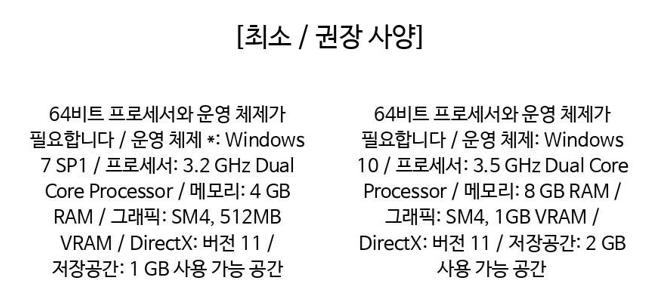 [최소 / 권장 사양]
64비트 프로세서와 운영 체제가
필요합니다 / 운영 체제 *: Windows
7 SP1 / 프로세서: 3.2 GHz Dual
Core Processor / 메모리: 4 GB
RAM / 그래픽: SM4, 512MB
VRAM / DirectX: 버전 11 /
저장공간: 1 GB 사용 가능 공간
64비트 프로세서와 운영 체제가
필요합니다 / 운영 체제: Windows
10 / 프로세서: 3.5 GHz Dual Core
Processor / 메모리: 8 GB RAM /
그래픽: SM4, 1GB VRAM /
DirectX: 버전 11 / 저장공간: 2 GB
사용 가능 공간